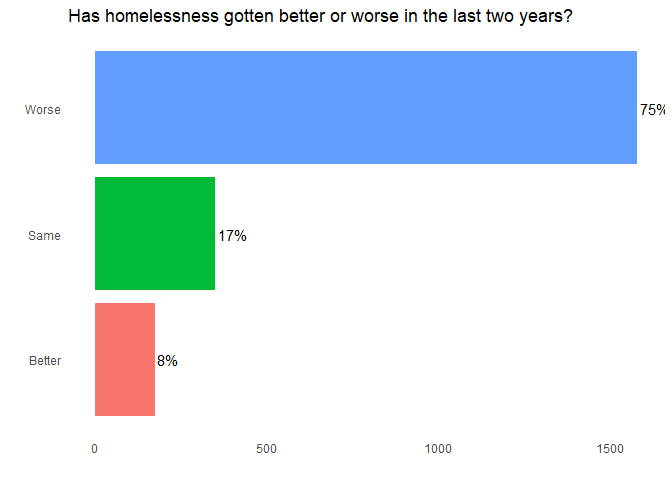 Has homelessness gotten better or worse in the last two years?
Worse
75%
Same
17%
Better
8%
0 500 1000 1500